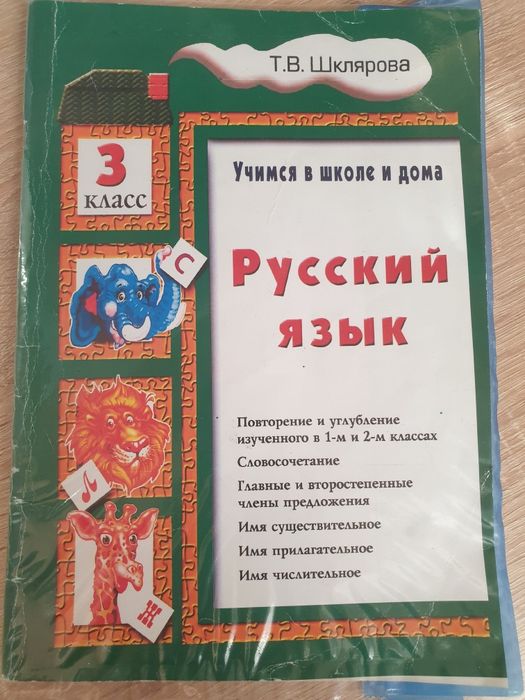 Т.В. Шклярова
3
класс
Учимся в школе и дома
С
Русский
язык
Повторение и углубление
изученного в 1-м и 2-м классах
Словосочетание
Главные и второстепенные
члены предложения
Имя существительное
Имя прилагательное
Имя числительное
Л
Ж